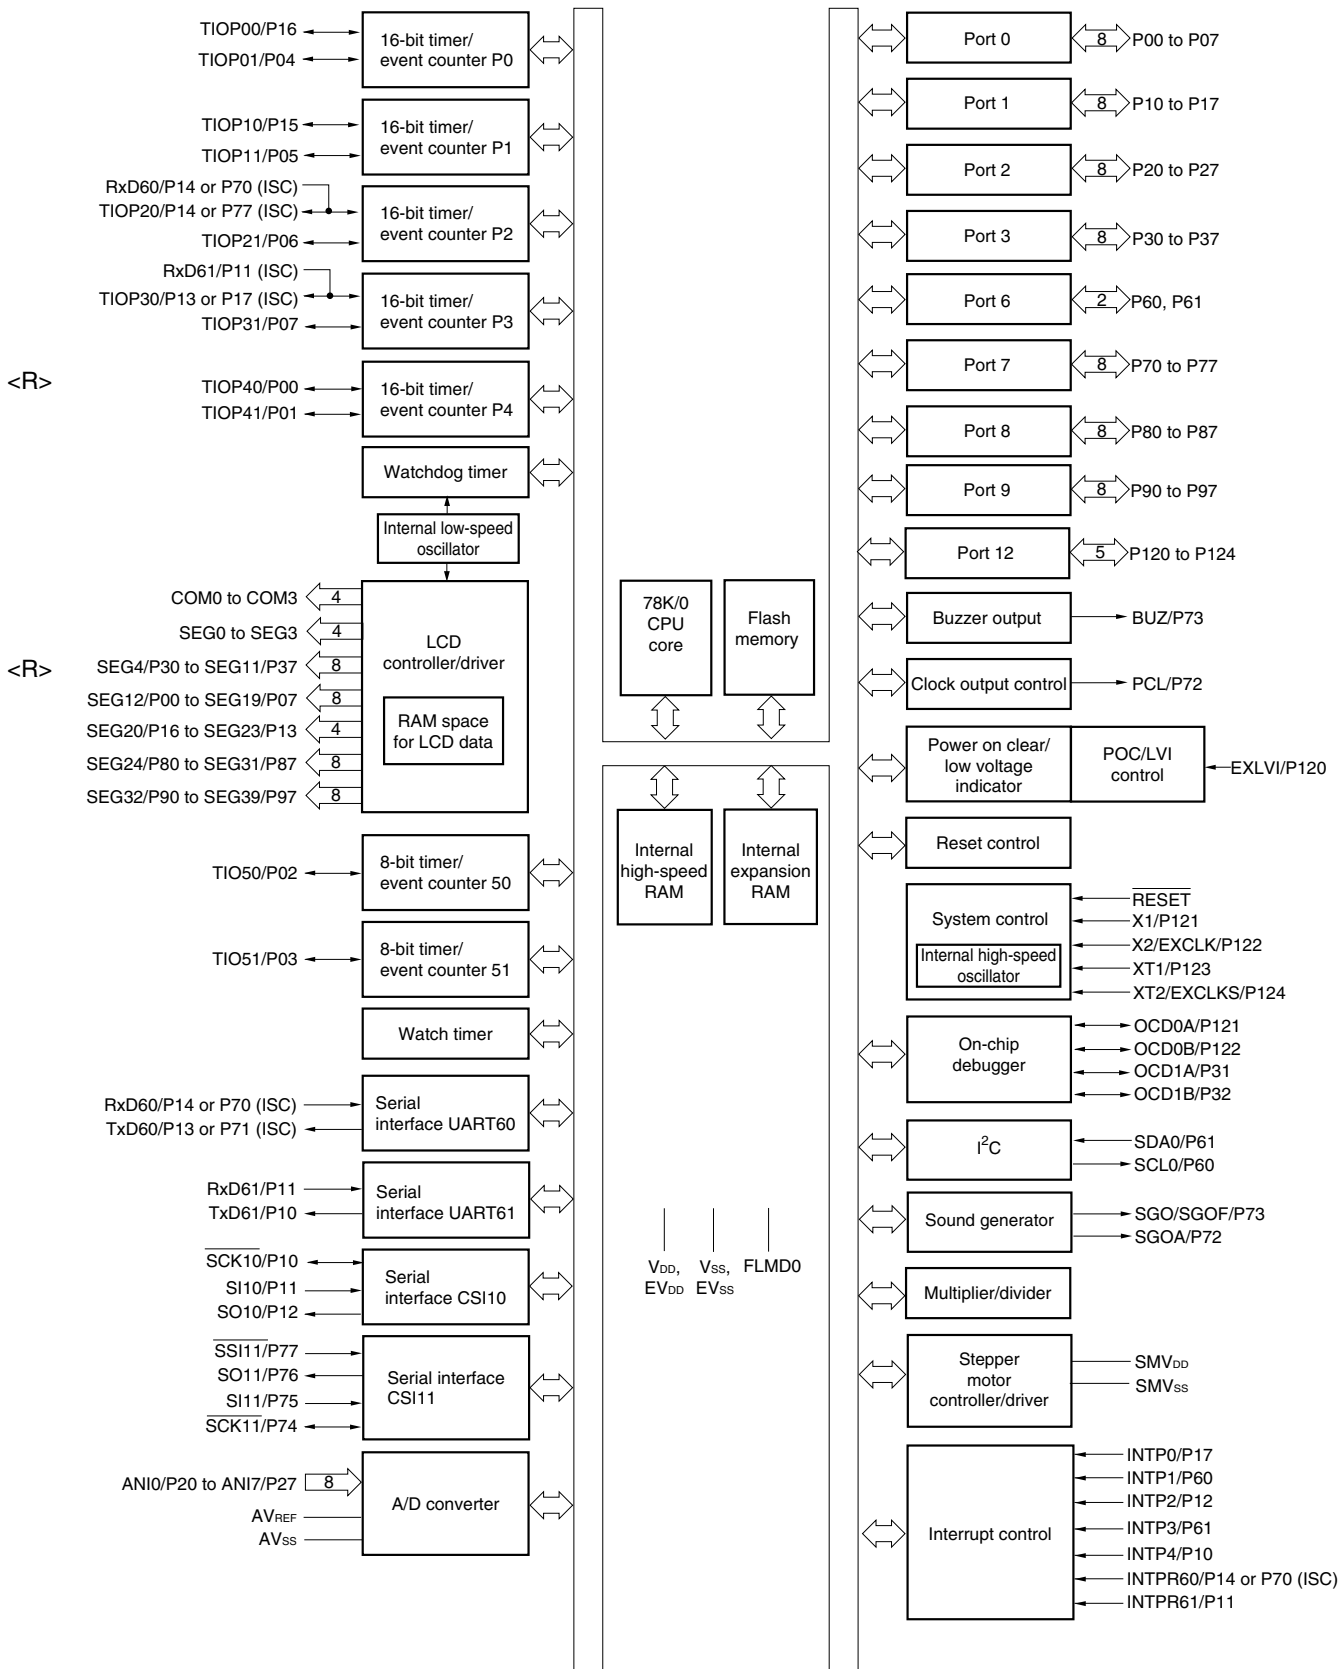 TIOP00/P16
TIOP01/P04
16-bit timer/
event counter P0
TIOP10/P15
TIOP11/P05
16-bit timer/
event counter P1
RxD60/P14 or P70 (ISC)
TIOP20/P14 or P77 (ISC)
TIOP21/P06
16-bit timer/
event counter P2
RxD61/P11 (ISC)
TIOP30/P13 or P17 (ISC)
TIOP31/P07
16-bit timer/
event counter P3
<R>
TIOP40/P00
TIOP41/P01
16-bit timer/
event counter P4
Watchdog timer
Internal low-speed
oscillator
COM0 to COM3
4
SEG0 to SEG3
4
<R>
SEG4/P30 to SEG11/P37
8
SEG12/P00 to SEG19/P07
8
SEG20/P16 to SEG23/P13
4
SEG24/P80 to SEG31/P87
8
SEG32/P90 to SEG39/P97
8
LCD
controller/driver
RAM space
for LCD data
TIO50/P02
8-bit timer/
event counter 50
TIO51/P03
8-bit timer/
event counter 51
Watch timer
RxD60/P14 or P70 (ISC)
TxD60/P13 or P71 (ISC)
Serial
interface UART60
RxD61/P11
TxD61/P10
Serial
interface UART61
SCK10/P10
SI10/P11
SO10/P12
Serial
interface CSI10
SSI11/P77
SO11/P76
SI11/P75
SCK11/P74
Serial interface
CSI11
ANI0/P20 to ANI7/P27
8
AVREF
AVSS
A/D converter
78K/0
CPU
core
Flash
memory
Internal
high-speed
RAM
Internal
expansion
RAM
VDD,
EVDD
VSS,
EVSS
FLMD0
Port 0
8
P00 to P07
Port 1
8
P10 to P17
Port 2
8
P20 to P27
Port 3
8
P30 to P37
Port 6
2
P60, P61
Port 7
8
P70 to P77
Port 8
8
P80 to P87
Port 9
8
P90 to P97
Port 12
5
P120 to P124
Buzzer output
BUZ/P73
Clock output control
PCL/P72
Power on clear/
low voltage
indicator
POC/LVI
control
EXLVI/P120
Reset control
System control
Internal high-speed
oscillator
RESET
X1/P121
X2/EXCLK/P122
XT1/P123
XT2/EXCLKS/P124
On-chip
debugger
OCD0A/P121
OCD0B/P122
OCD1A/P31
OCD1B/P32
I2C
SDA0/P61
SCL0/P60
Sound generator
SGO/SGOF/P73
SGOA/P72
Multiplier/divider
Stepper
motor
controller/driver
SMVDD
SMVSS
Interrupt control
INTP0/P17
INTP1/P60
INTP2/P12
INTP3/P61
INTP4/P10
INTPR60/P14 or P70 (ISC)
INTPR61/P11